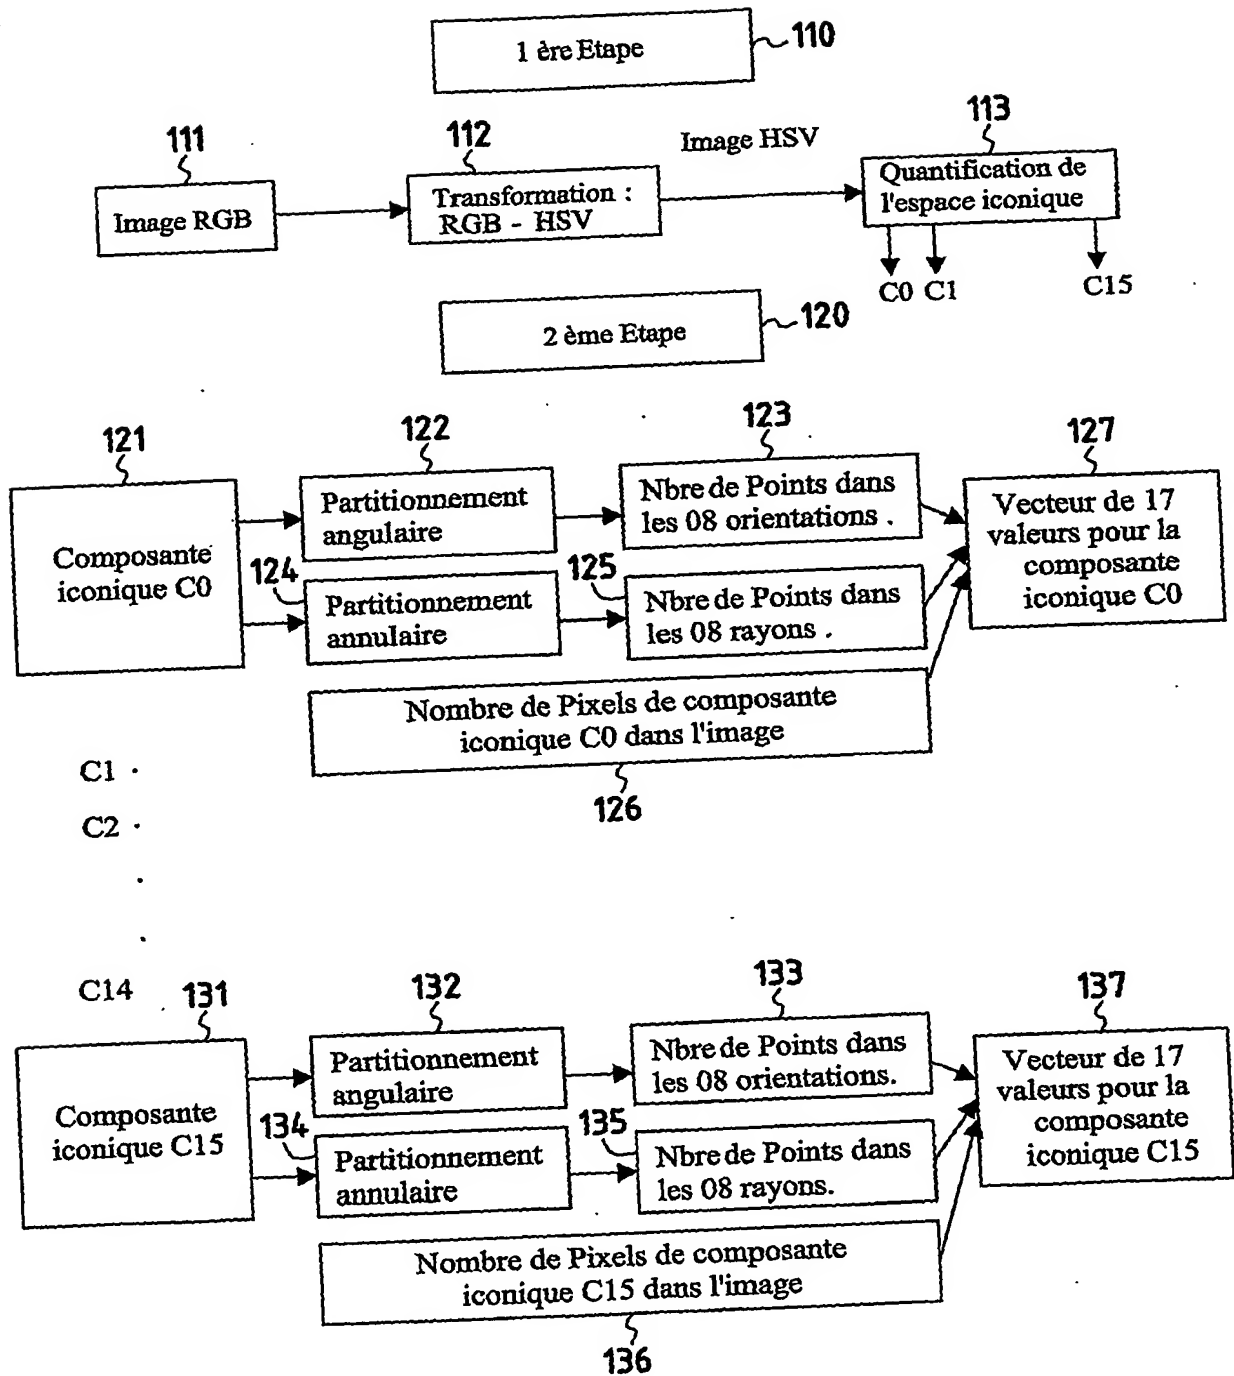 1 ère Etape
110
111
112
Image HSV
113
Image RGB
Transformation :
RGB - HSV
Quantification de
l'espace iconique
C0
C1
C15
2 ème Etape
120
121
122
123
127
Composante
iconique C0
Partitionnement
angulaire
Nbre de Points dans
les 08 orientations .
Vecteur de 17
valeurs pour la
composante
iconique C0
124
Partitionnement
annulaire
125
Nbre de Points dans
les 08 rayons .
Nombre de Pixels de composante
iconique C0 dans l'image
126
C1 .
C2 .
.
.
C14
131
132
133
137
Composante
iconique C15
Partitionnement
angulaire
Nbre de Points dans
les 08 orientations.
Vecteur de 17
valeurs pour la
composante
iconique C15
134
Partitionnement
annulaire
135
Nbre de Points dans
les 08 rayons.
Nombre de Pixels de composante
iconique C15 dans l'image
136